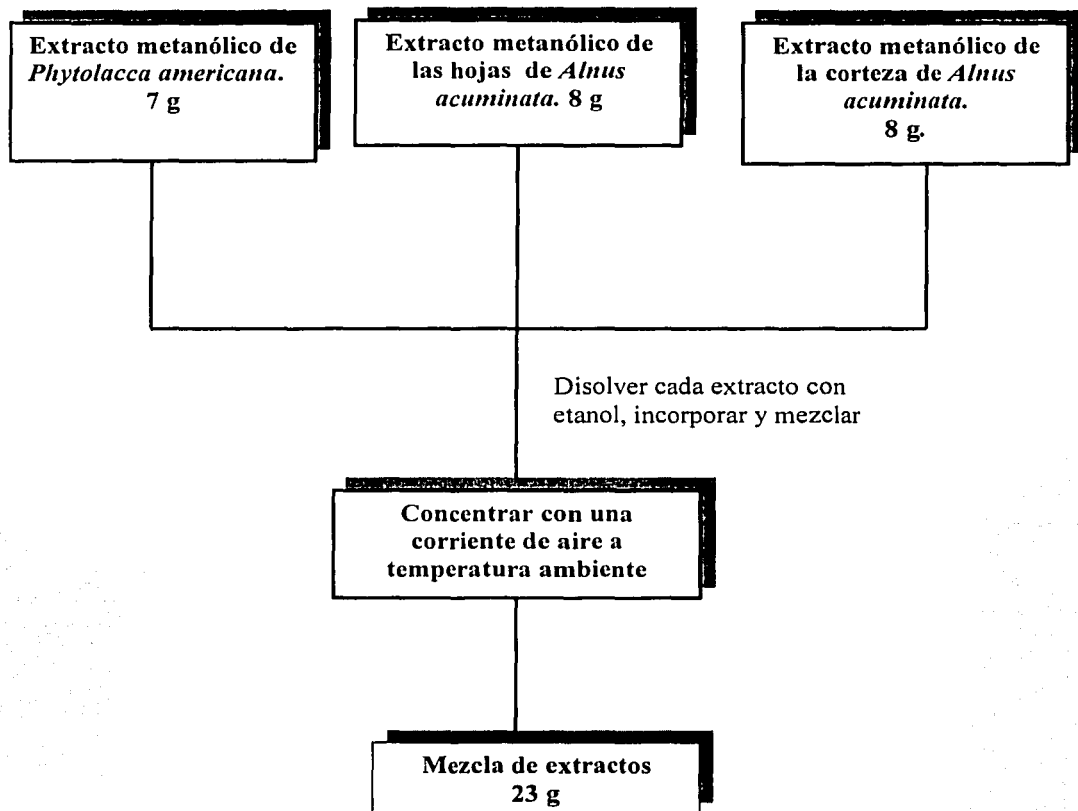 Extracto metanólico de
Phytolacca americana.
7 g
Extracto metanólico de
las hojas de Alnus
acuminata. 8 g
Extracto metanólico de
la corteza de Alnus
acuminata.
8 g.
Disolver cada extracto con
etanol, incorporar y mezclar
Concentrar con una
corriente de aire a
temperatura ambiente
Mezcla de extractos
23 g